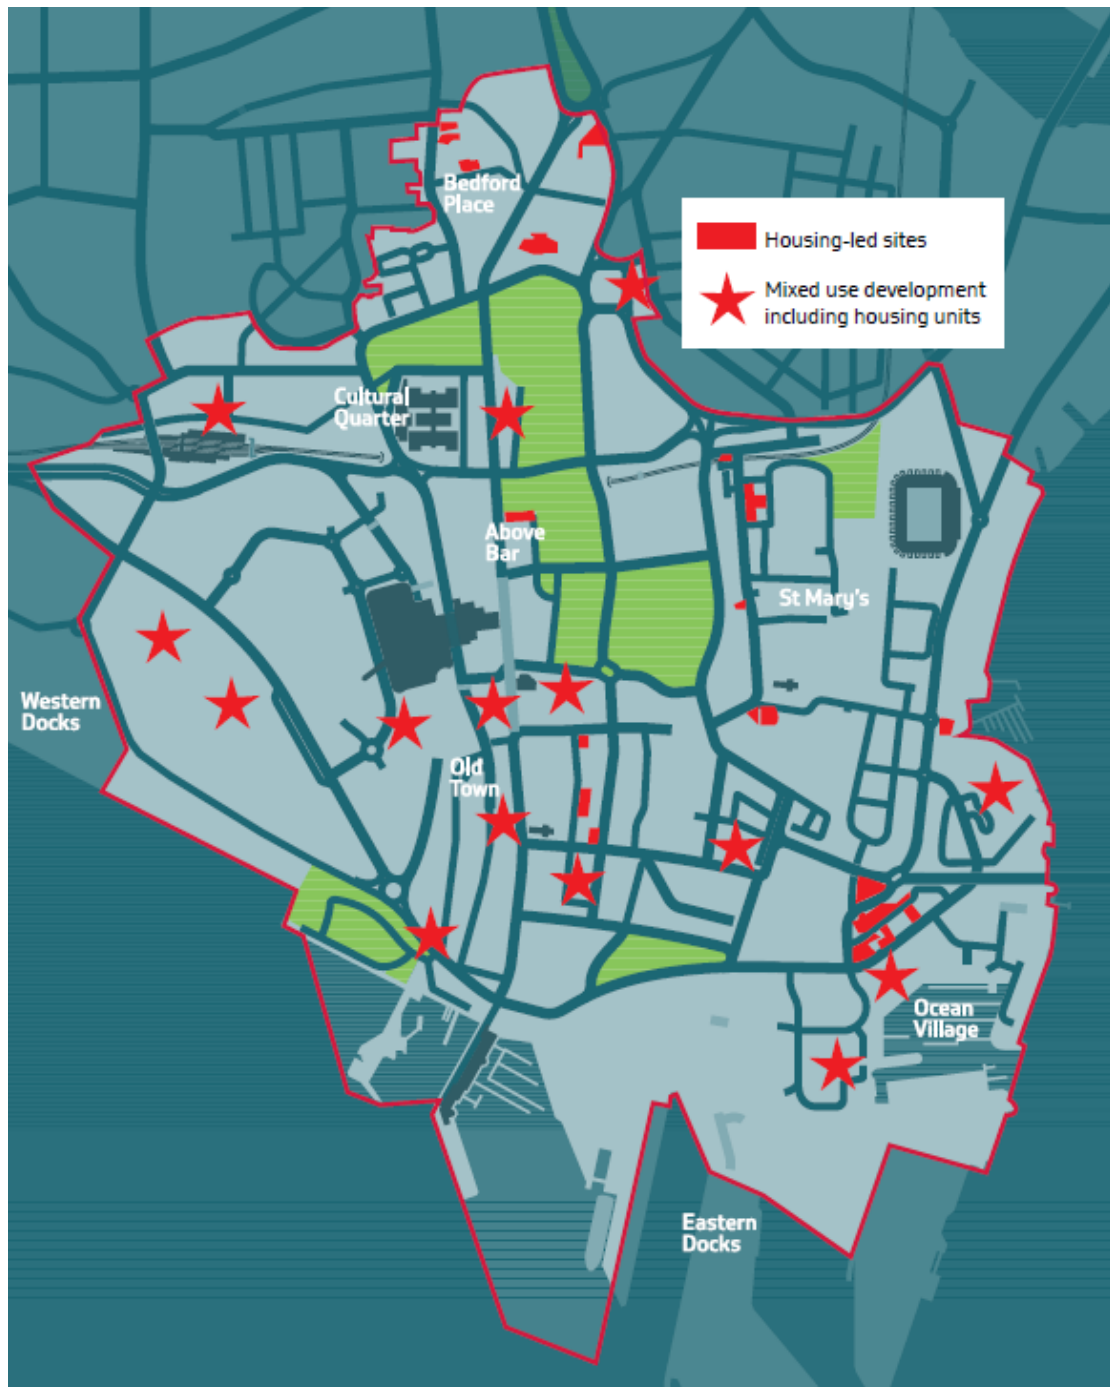 Bedford
Place
Housing-led sites
Mixed use development
including housing units
Cultural
Quarter
Above
Bar
St Mary's
Western
Docks
Old
Town
Ocean
Village
Eastern
Docks